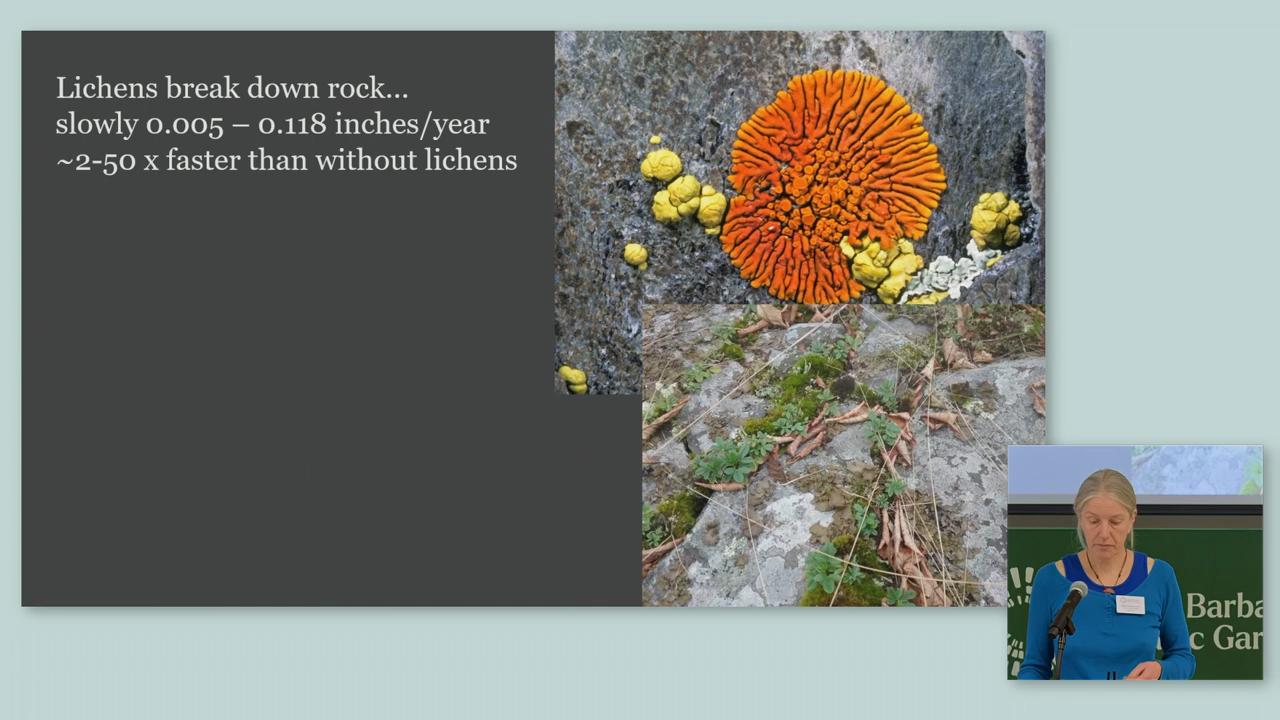 Lichens break down rock...
slowly 0.005 – 0.118 inches/year
~2-50 x faster than without lichens
Barba
c Gar